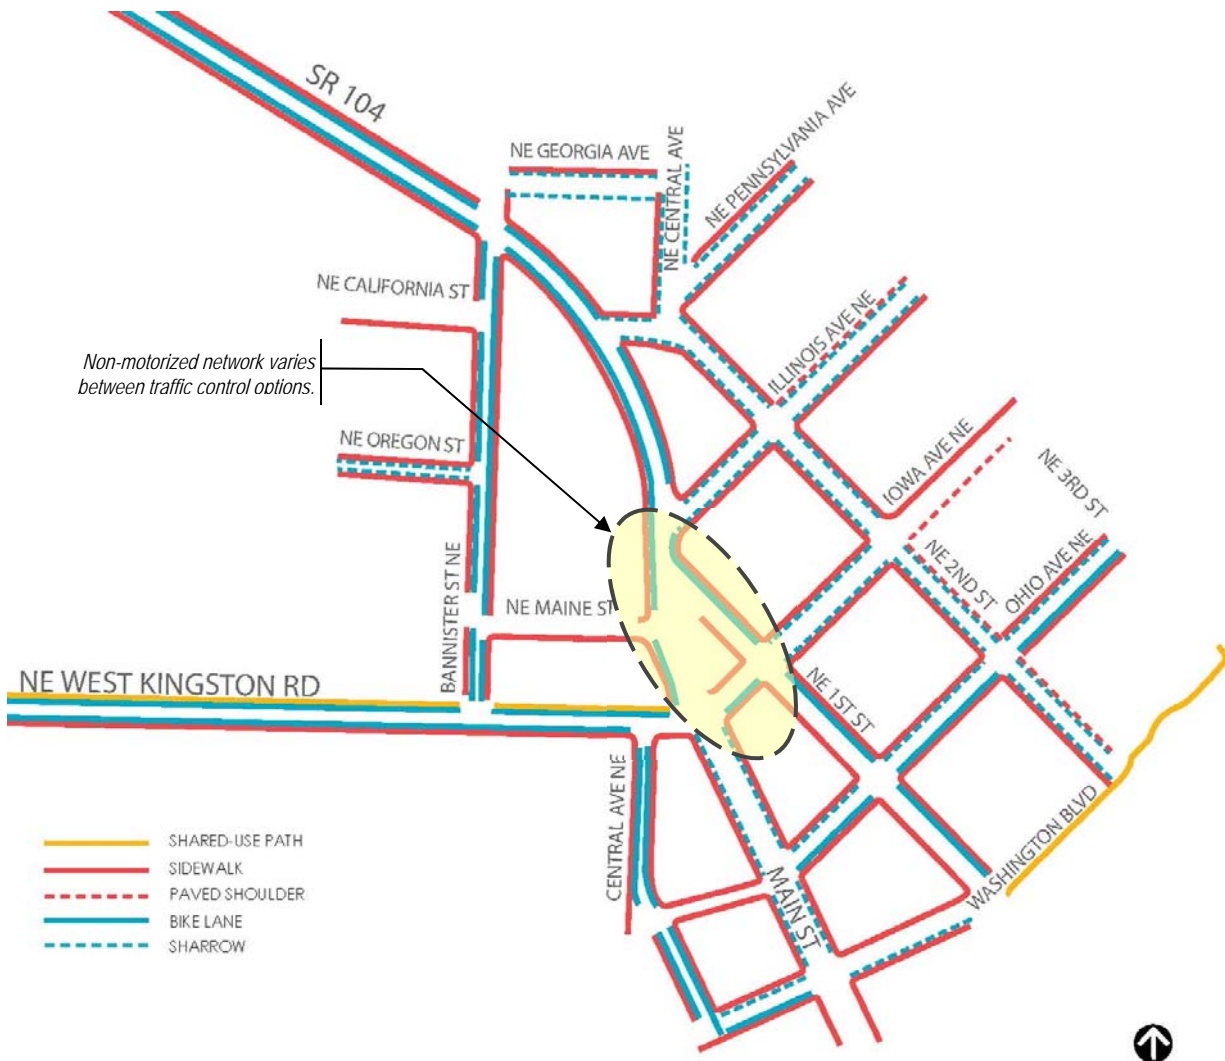 SR 104
NE GEORGIA AVE
NE CENTRAL AVE
NE PENNSYLVANIA AVE
NE CALIFORNIA ST
ILLINOIS AVE NE
Non-motorized network varies
between traffic control options.
NE OREGON ST
IOWA AVE NE
NE 3RD ST
NE 2ND ST
OHIO AVE NE
BANNISTER ST NE
NE MAINE ST
NE WEST KINGSTON RD
NE 1ST ST
CENTRAL AVE NE
MAIN ST
WASHINGTON BLVD
SHARED-USE PATH
SIDEWALK
PAVED SHOULDER
BIKE LANE
SHARROW